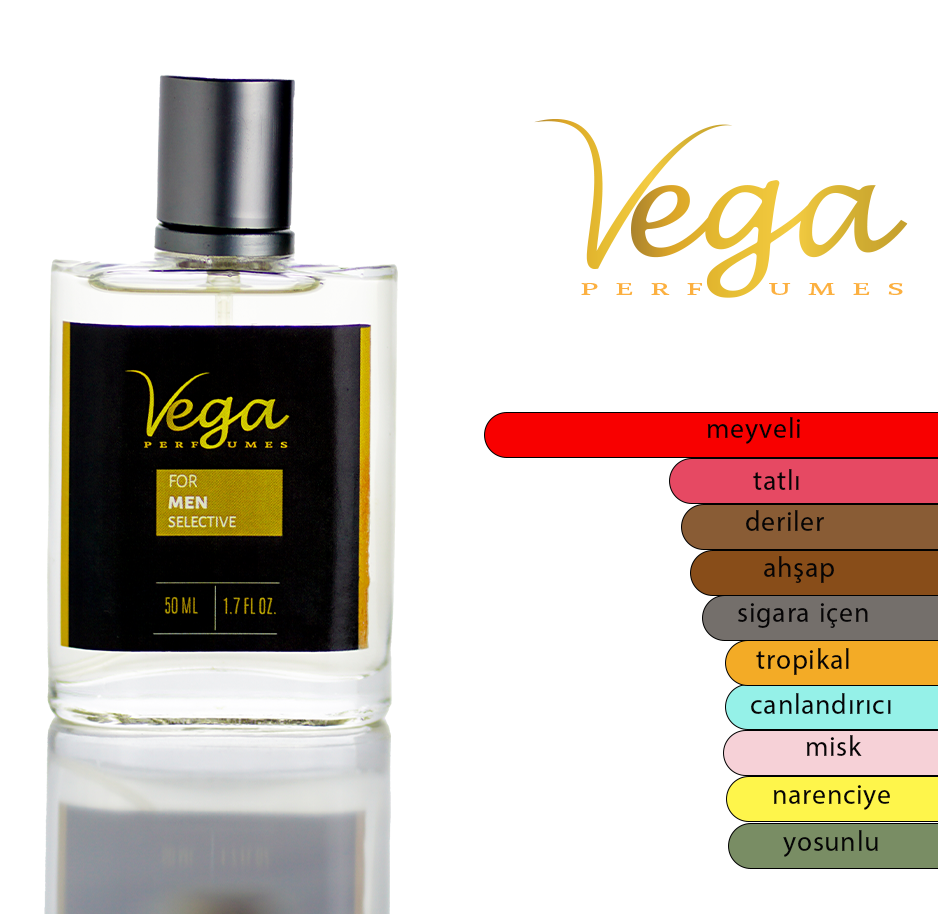 Vega
PERFUMES
FOR
MEN
SELECTIVE
50 ML
1.7 FL OZ.
Vega
PERFUMES
meyveli
tatlı
deriler
ahşap
sigara içen
tropikal
canlandırıcı
misk
narenciye
yosunlu